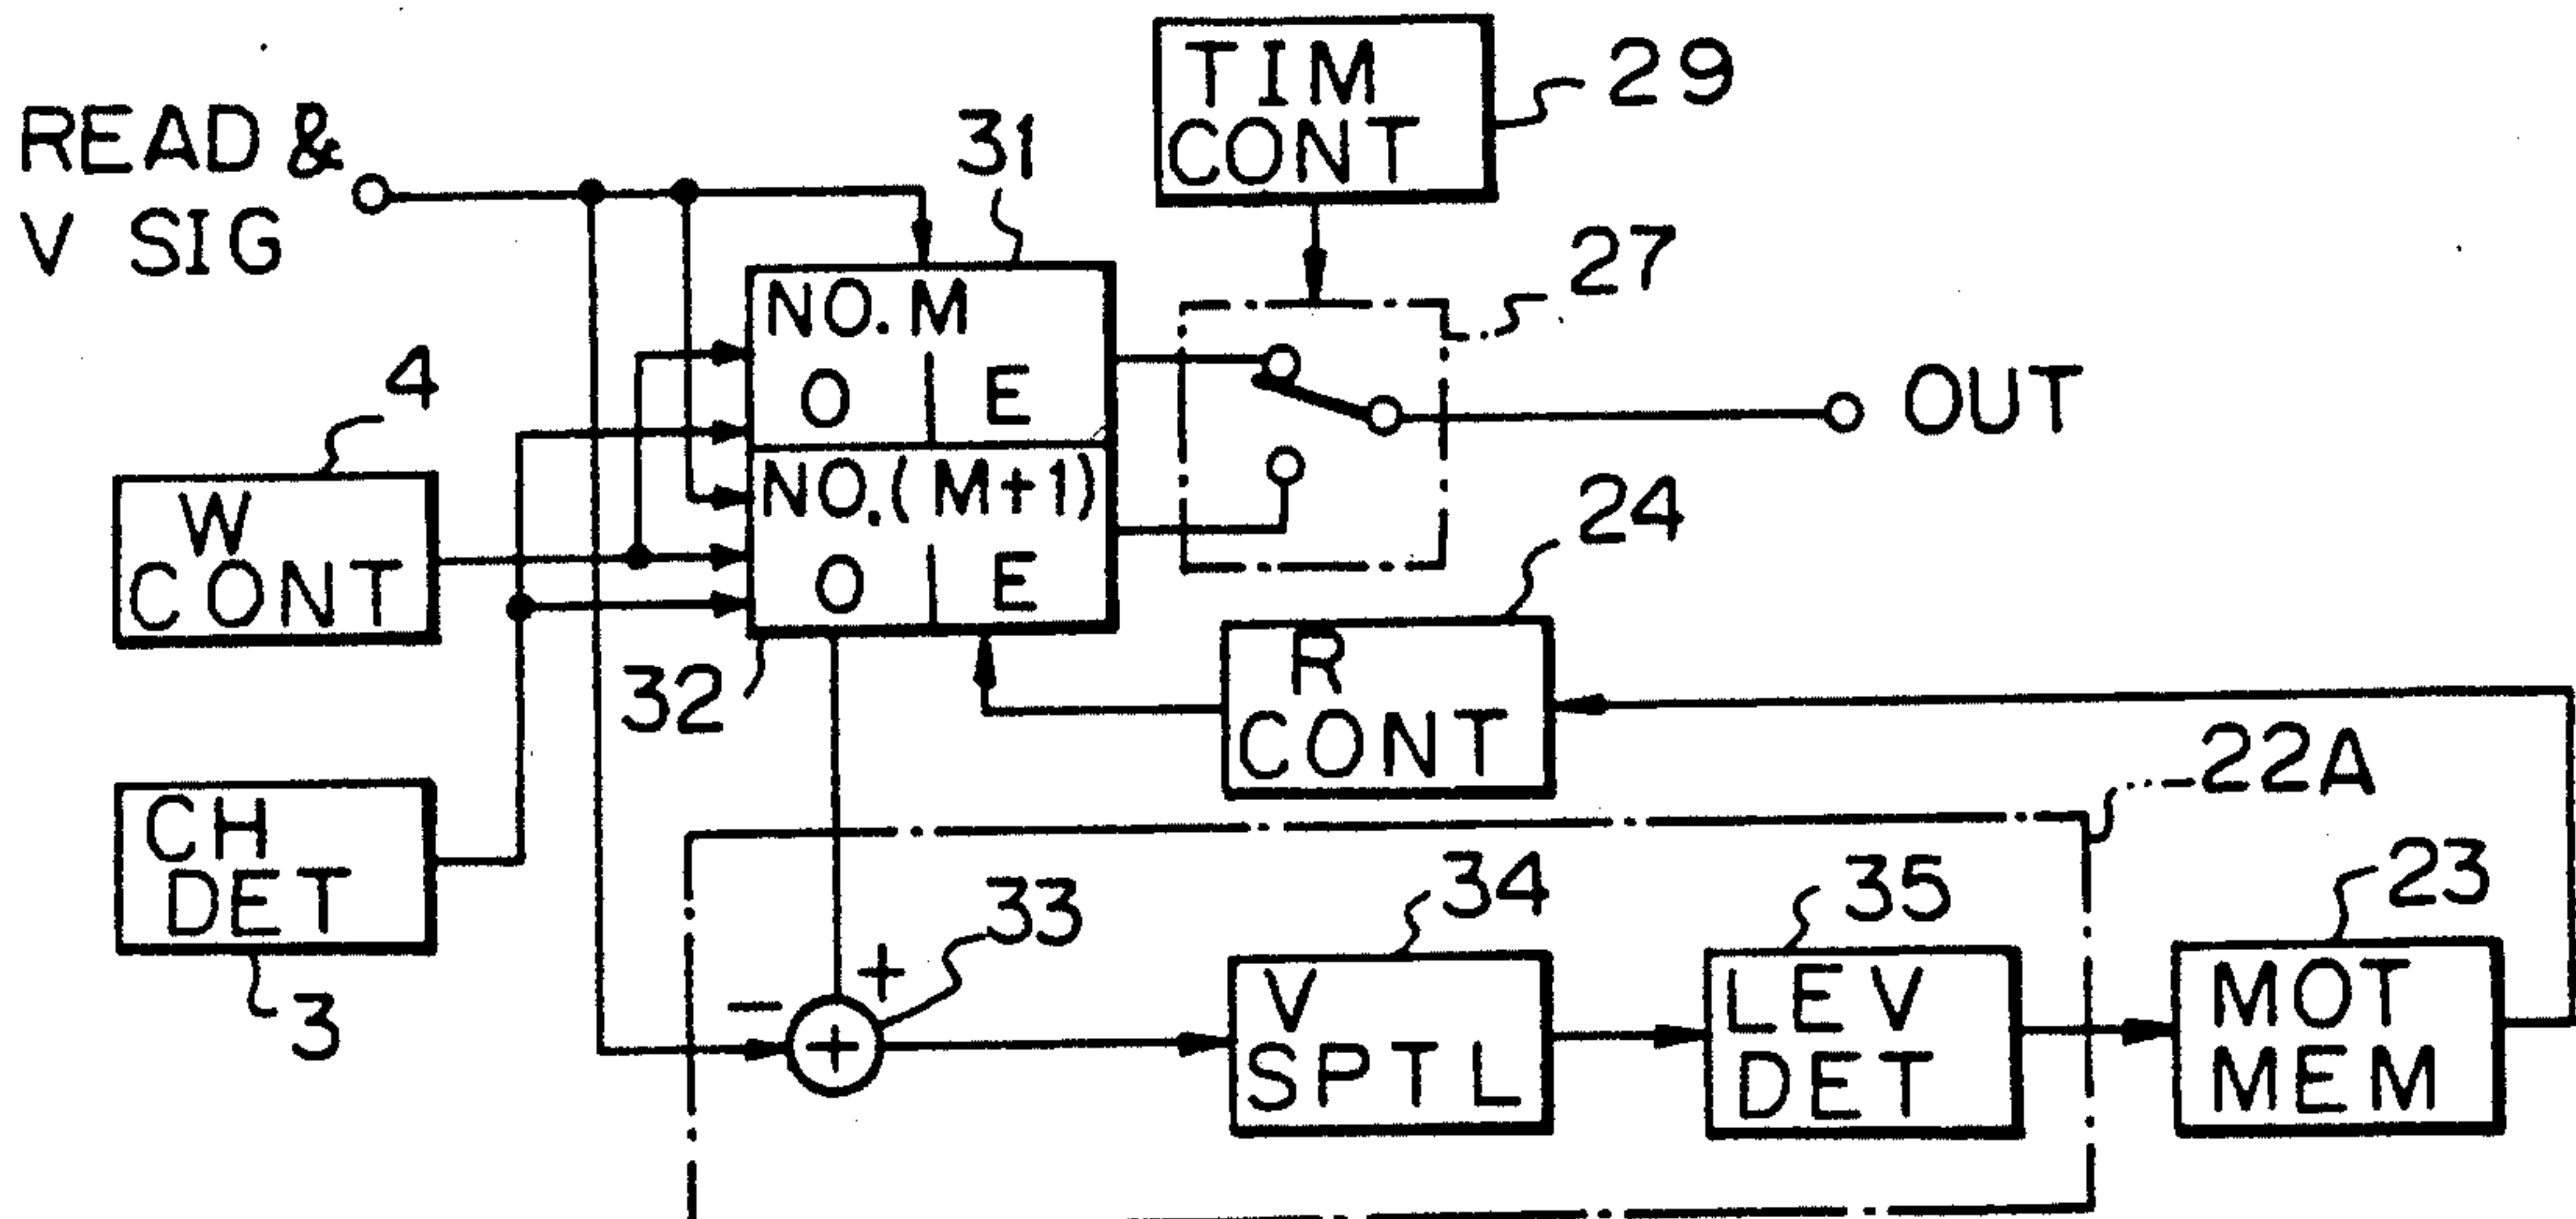 READ &
V SIG
TIM
CONT
29
31
27
NO. M
O E
NO. (M+1)
O E
OUT
4
W
CONT
24
R
CONT
32
22A
CH
DET
3
33
+
−
+
34
V
SPTL
35
LEV
DET
23
MOT
MEM